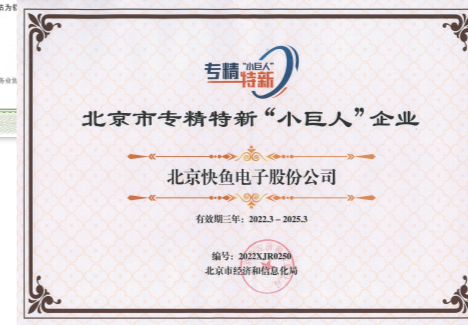 专精
"小巨人"
特新
北京市专精特新“小巨人”企业
北京快鱼电子股份公司
有效期三年：2022.3－2025.3
编号：2022XJR0250
北京市经济和信息化局